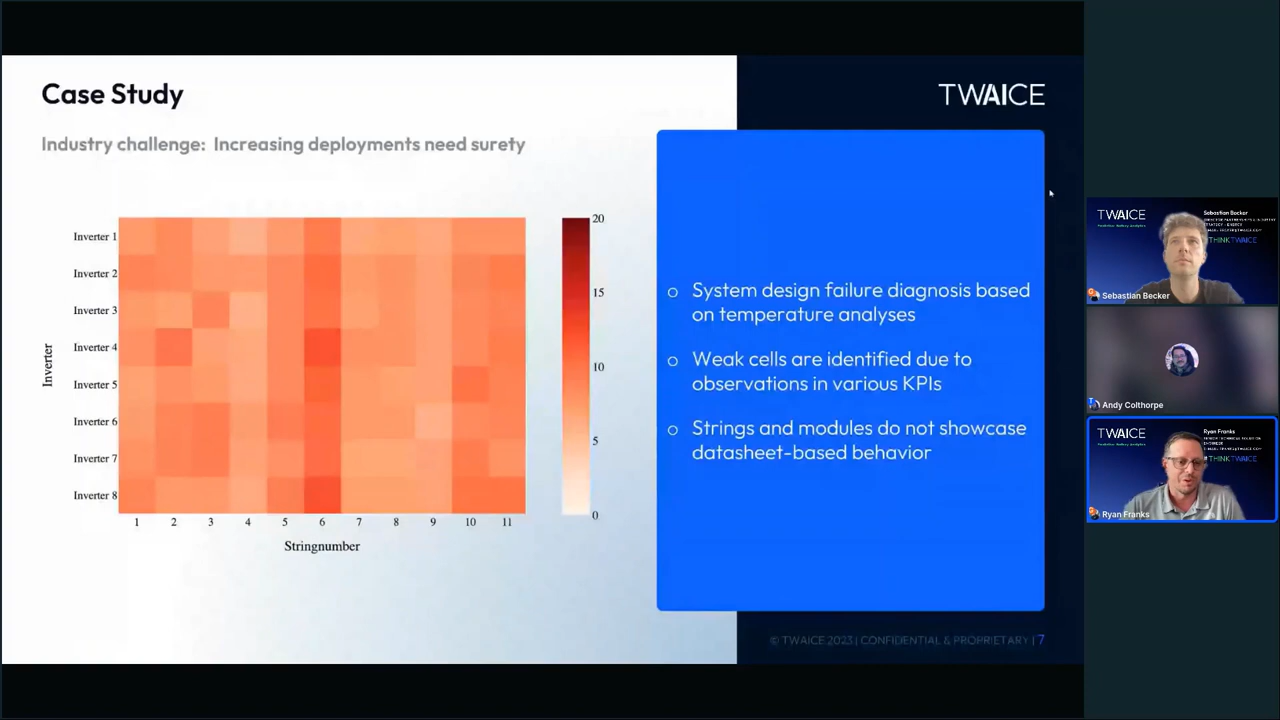 Case Study
TWAICE
Industry challenge: Increasing deployments need surety
Inverter 1
Inverter 2
Inverter 3
Inverter 4
Inverter 5
Inverter 6
Inverter 7
Inverter 8
Inverter
1 2 3 4 5 6 7 8 9 10 11
Stringnumber
20
15
10
5
0
o System design failure diagnosis based
on temperature analyses
o Weak cells are identified due to
observations in various KPIs
o Strings and modules do not showcase
datasheet-based behavior
© TWAICE 2023 | CONFIDENTIAL & PROPRIETARY | 7
TWAICE
Sebastian Becker
#THINKTWAICE
Sebastian Becker
Andy Colthorpe
TWAICE
Ryan Franks
#THINKTWAICE
Ryan Franks